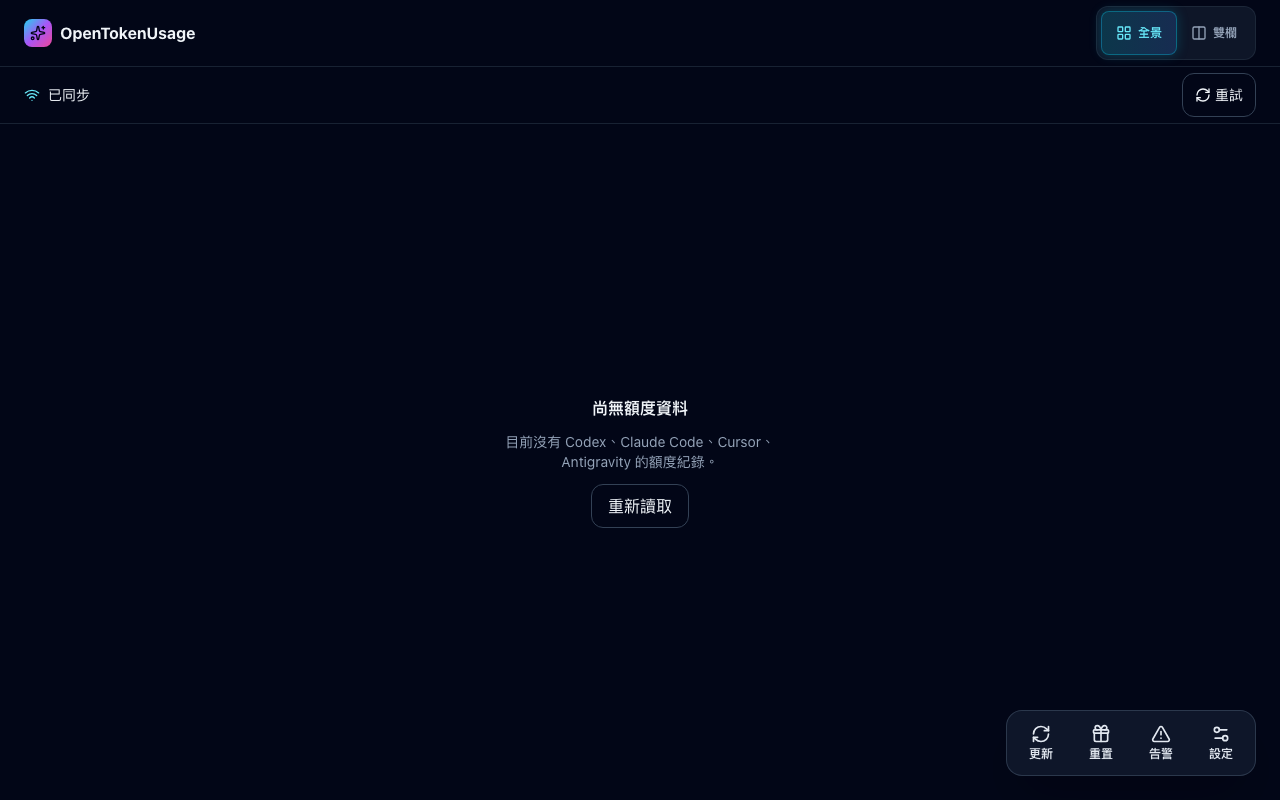 OpenTokenUsage
全景
雙欄
已同步
重試
尚無額度資料
目前沒有 Codex、Claude Code、Cursor、
Antigravity 的額度紀錄。
重新讀取
更新
重置
告警
設定